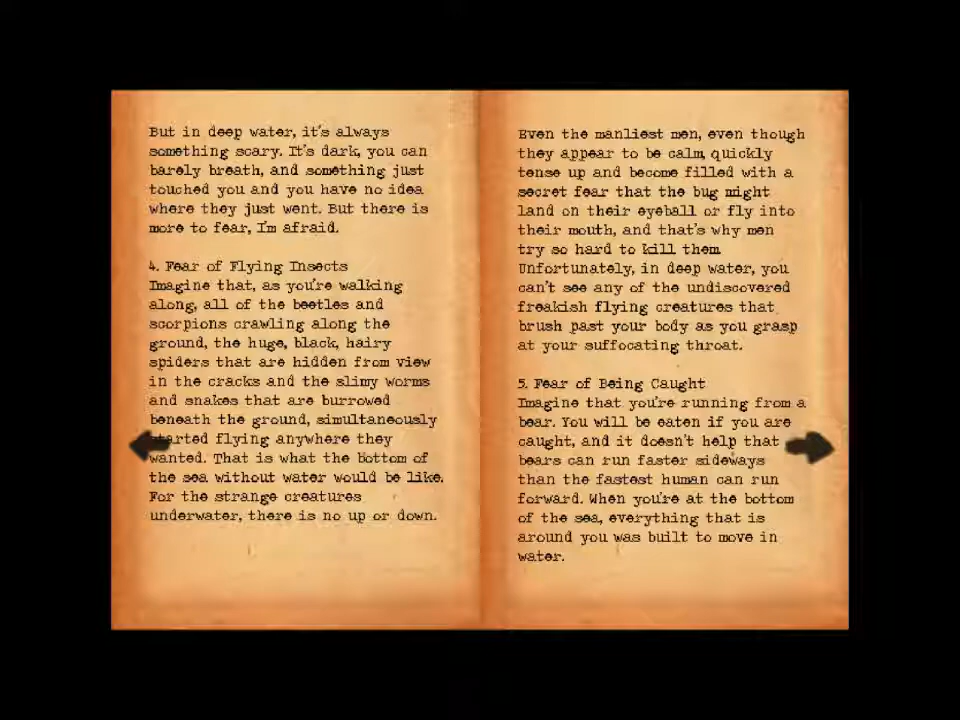 But in deep water, it's always
something scary. It's dark, you can
barely breath, and something just
touched you and you have no idea
where they just went. But there is
more to fear, I'm afraid.
4. Fear of Flying Insects
Imagine that, as you're walking
along, all of the beetles and
scorpions crawling along the
ground, the huge, black, hairy
spiders that are hidden from view
in the cracks and the slimy worms
and snakes that are burrowed
beneath the ground, simultaneously
started flying anywhere they
wanted. That is what the bottom of
the sea without water would be like.
For the strange creatures
underwater, there is no up or down.
Even the manliest men, even though
they appear to be calm, quickly
tense up and become filled with a
secret fear that the bug might
land on their eyeball or fly into
their mouth, and that's why men
try so hard to kill them.
Unfortunately, in deep water, you
can't see any of the undiscovered
freakish flying creatures that
brush past your body as you grasp
at your suffocating throat.
5. Fear of Being Caught
Imagine that you're running from a
bear. You will be eaten if you are
caught, and it doesn't help that
bears can run faster sideways
than the fastest human can run
forward. When you're at the bottom
of the sea, everything that is
around you was built to move in
water.